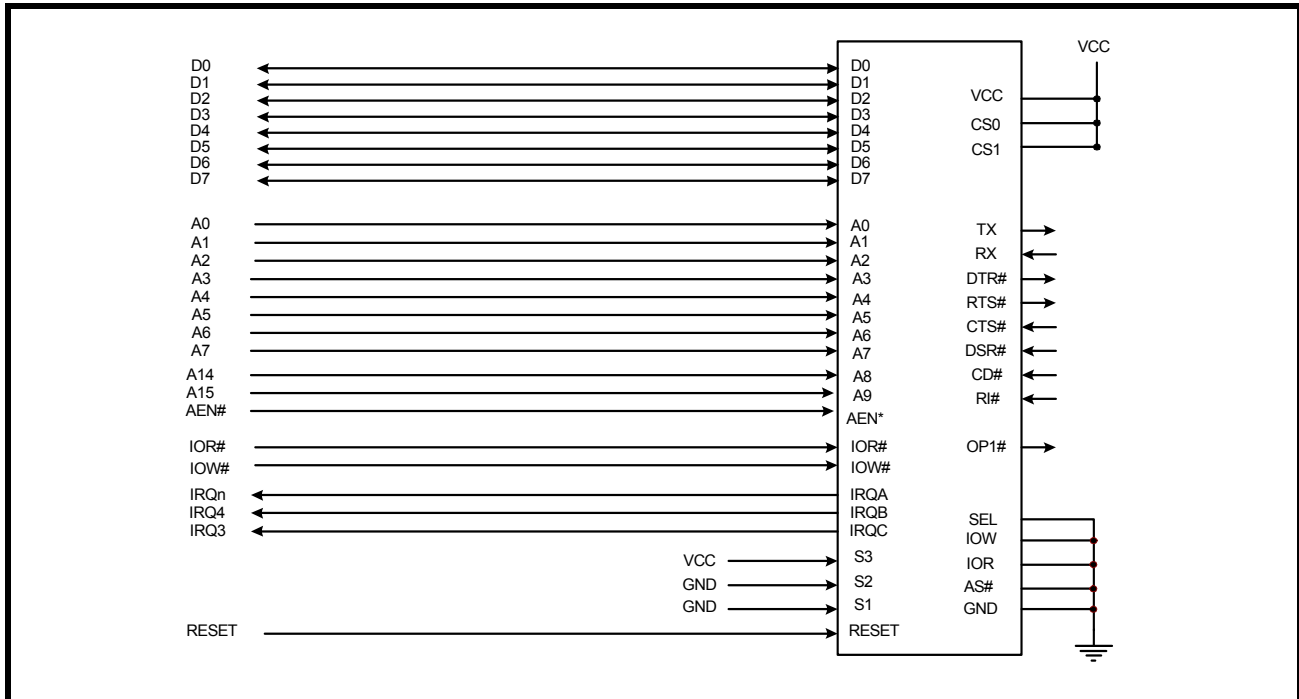 VCC
D0 D0
D1 D1
D2 D2 VCC
D3 D3
D4 D4 CS0
D5 D5
D6 D6 CS1
D7 D7
A0 A0 TX
A1 A1
A2 A2 RX
A3 A3 DTR#
A4 A4 RTS#
A5 A5
A6 A6 CTS#
A7 A7 DSR#
A14 A8 CD#
A15 A9 RI#
AEN# AEN*
IOR# IOR# OP1#
IOW# IOW#
IRQn IRQA
IRQ4 IRQB
IRQ3 IRQC SEL
IOW
VCC S3 IOR
GND S2 AS#
GND S1 GND
RESET RESET